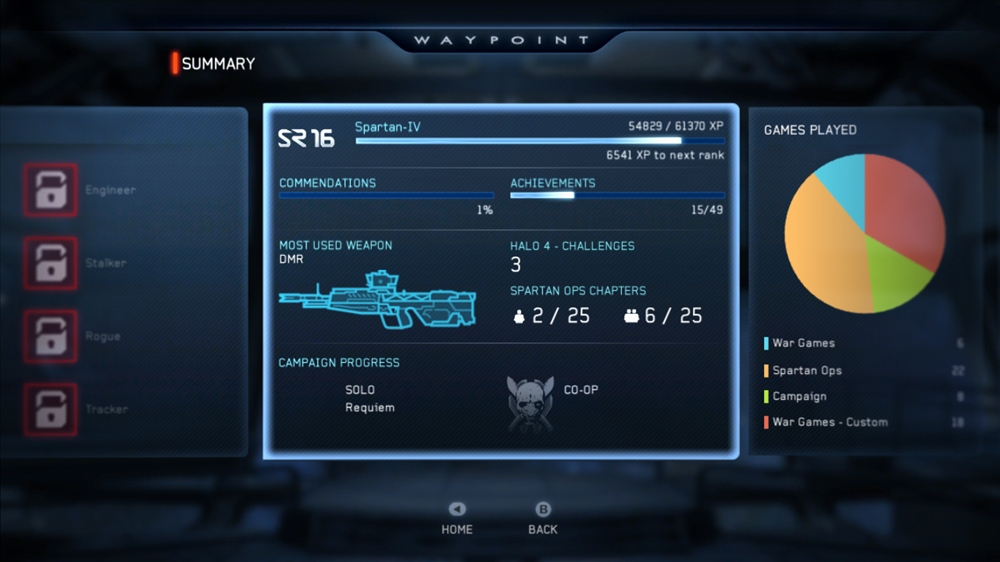 WAYPOINT
SUMMARY
Engineer
Stalker
Rogue
Tracker
SR16
Spartan-IV
54829 / 61370 XP
6541 XP to next rank
COMMENDATIONS
1%
ACHIEVEMENTS
15/49
MOST USED WEAPON
DMR
HALO 4 - CHALLENGES
3
SPARTAN OPS CHAPTERS
2 / 25
6 / 25
CAMPAIGN PROGRESS
SOLO
Requiem
CO-OP
GAMES PLAYED
War Games 6
Spartan Ops 22
Campaign 8
War Games - Custom 18
HOME
B
BACK